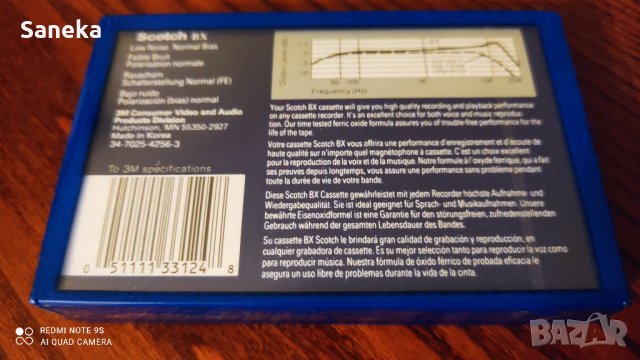 Saneka
Scotch BX
Low Noise Normal Bias
Faible Bruit
Polarisation normale
Rauscham
Schalterstellung Normal (FE)
Bajo ruido
Polarización (bias) normal
3M Consumer Video and Audio
Products Division
Hutchinson, MN 55350-2927
Made in Korea
34-7025-4256-3
To 3M specifications
0 51111 33124 8
Output Level (dB)
BX
50 100 1K 10K 20K
Frequency (Hz)
Your Scotch BX cassette will give you high quality recording and playback performance
on any cassette recorder. It's an excellent choice for both voice and music reproduc-
tion. Our time tested ferric oxide formula assures you of trouble-free performance for the
life of the tape.
Votre cassette Scotch BX vous offrira une performance d'enregistrement et d'écoute de
haute qualité sur n'importe quel magnétophone à cassette. C'est un choix excellent
pour la reproduction de la voix et de la musique. Notre formule à l'oxyde ferrique, qui a fait
ses preuves depuis longtemps, vous assure une performance sans problème pendant
toute la durée de vie de votre bande.
Diese Scotch BX Cassette gewährleistet mit jedem Recorder höchste Aufnahme- und
Wiedergabequalität. Sie ist ideal geeignet für Sprach- und Musikaufnahmen. Unsere
bewährte Eisenoxidformel ist eine Garantie für den störungsfreien, zufriedenstellenden
Gebrauch während der gesamten Lebensdauer des Bandes.
Su cassette BX Scotch le brindará gran calidad de grabación y reproducción, en
cualquier grabadora de cassette. Es su mejor selección tanto para reproducir la voz como
para reproducir música. Nuestra fórmula de óxido férrico de probada eficacia le
asegura un uso libre de problemas durante la vida de la cinta.
REDMI NOTE 9S
AI QUAD CAMERA
BAZAR.bg